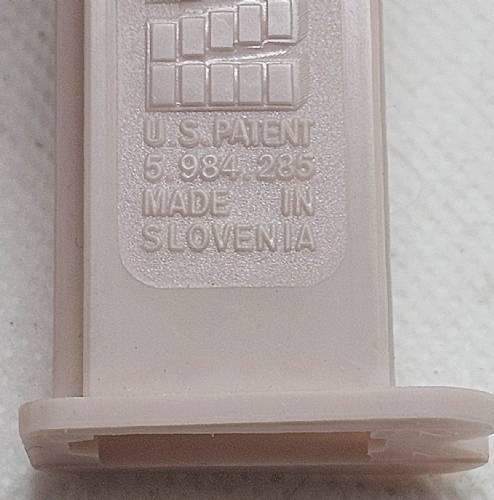 U.S. PATENT
5 984.285
MADE IN
SLOVENIA